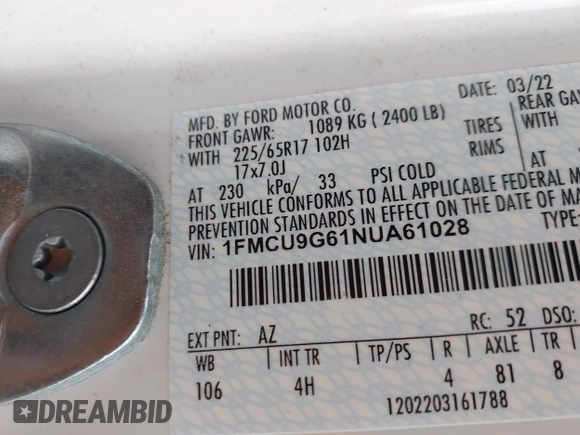 MFD. BY FORD MOTOR CO.
DATE: 03/22
FRONT GAWR: 1089 KG ( 2400 LB)
REAR GAW
WITH 225/65R17 102H TIRES
WITH
17x7.0J RIMS
AT 230 kPa/ 33 PSI COLD
AT
THIS VEHICLE CONFORMS TO ALL APPLICABLE FEDERAL M
PREVENTION STANDARDS IN EFFECT ON THE DATE OF MA
VIN: 1FMCU9G61NUA61028
TYPE
EXT PNT: AZ RC: 52 DSO:
WB INT TR TP/PS R AXLE TR
106 4H 4 81 8
1202203161788
DREAMBID
DREAMBID